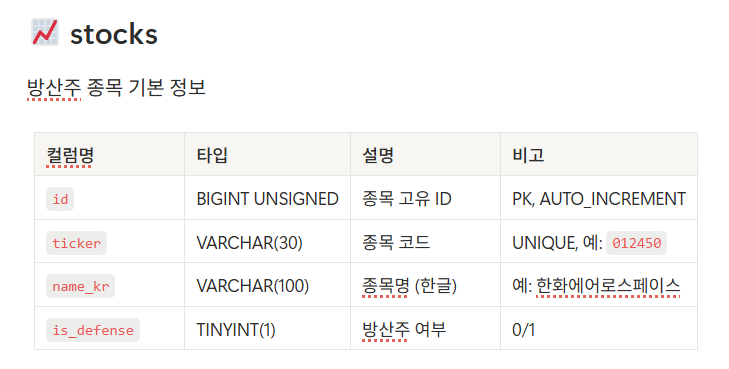 stocks
방산주 종목 기본 정보
컬럼명 타입 설명 비고
id BIGINT UNSIGNED 종목 고유 ID PK, AUTO_INCREMENT
ticker VARCHAR(30) 종목 코드 UNIQUE, 예: 012450
name_kr VARCHAR(100) 종목명 (한글) 예: 한화에어로스페이스
is_defense TINYINT(1) 방산주 여부 0/1